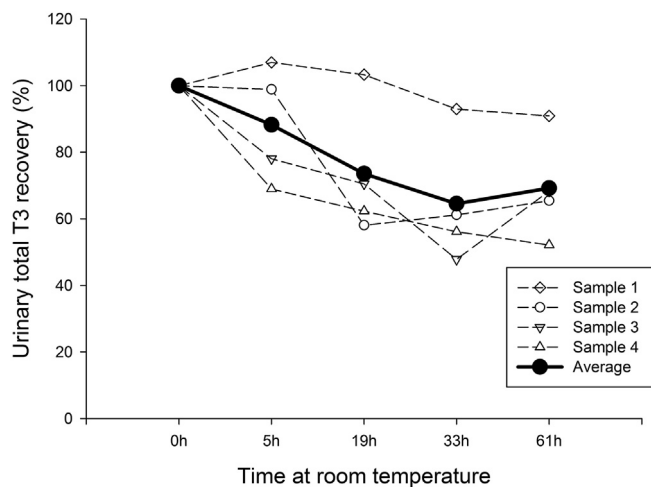 Urinary total T3 recovery (%)
120
100
80
60
40
20
0
0h 5h 19h 33h 61h
Time at room temperature
Sample 1
Sample 2
Sample 3
Sample 4
Average